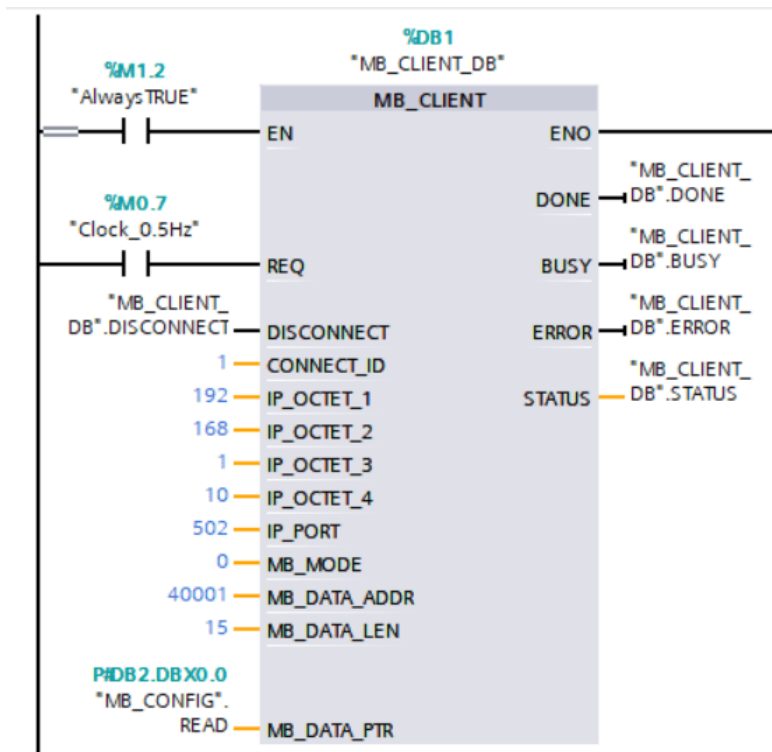 %DB1
"MB_CLIENT_DB"
%M1.2
"AlwaysTRUE"
MB_CLIENT
EN
ENO
"MB_CLIENT_
DB".DONE
DONE
%M0.7
"Clock_0.5Hz"
"MB_CLIENT_
DB".BUSY
REQ
BUSY
"MB_CLIENT_
DB".DISCONNECT
DISCONNECT
"MB_CLIENT_
DB".ERROR
ERROR
1
CONNECT_ID
"MB_CLIENT_
DB".STATUS
192
IP_OCTET_1
STATUS
168
IP_OCTET_2
1
IP_OCTET_3
10
IP_OCTET_4
502
IP_PORT
0
MB_MODE
40001
MB_DATA_ADDR
15
MB_DATA_LEN
P#DB2.DBX0.0
"MB_CONFIG".
READ
MB_DATA_PTR